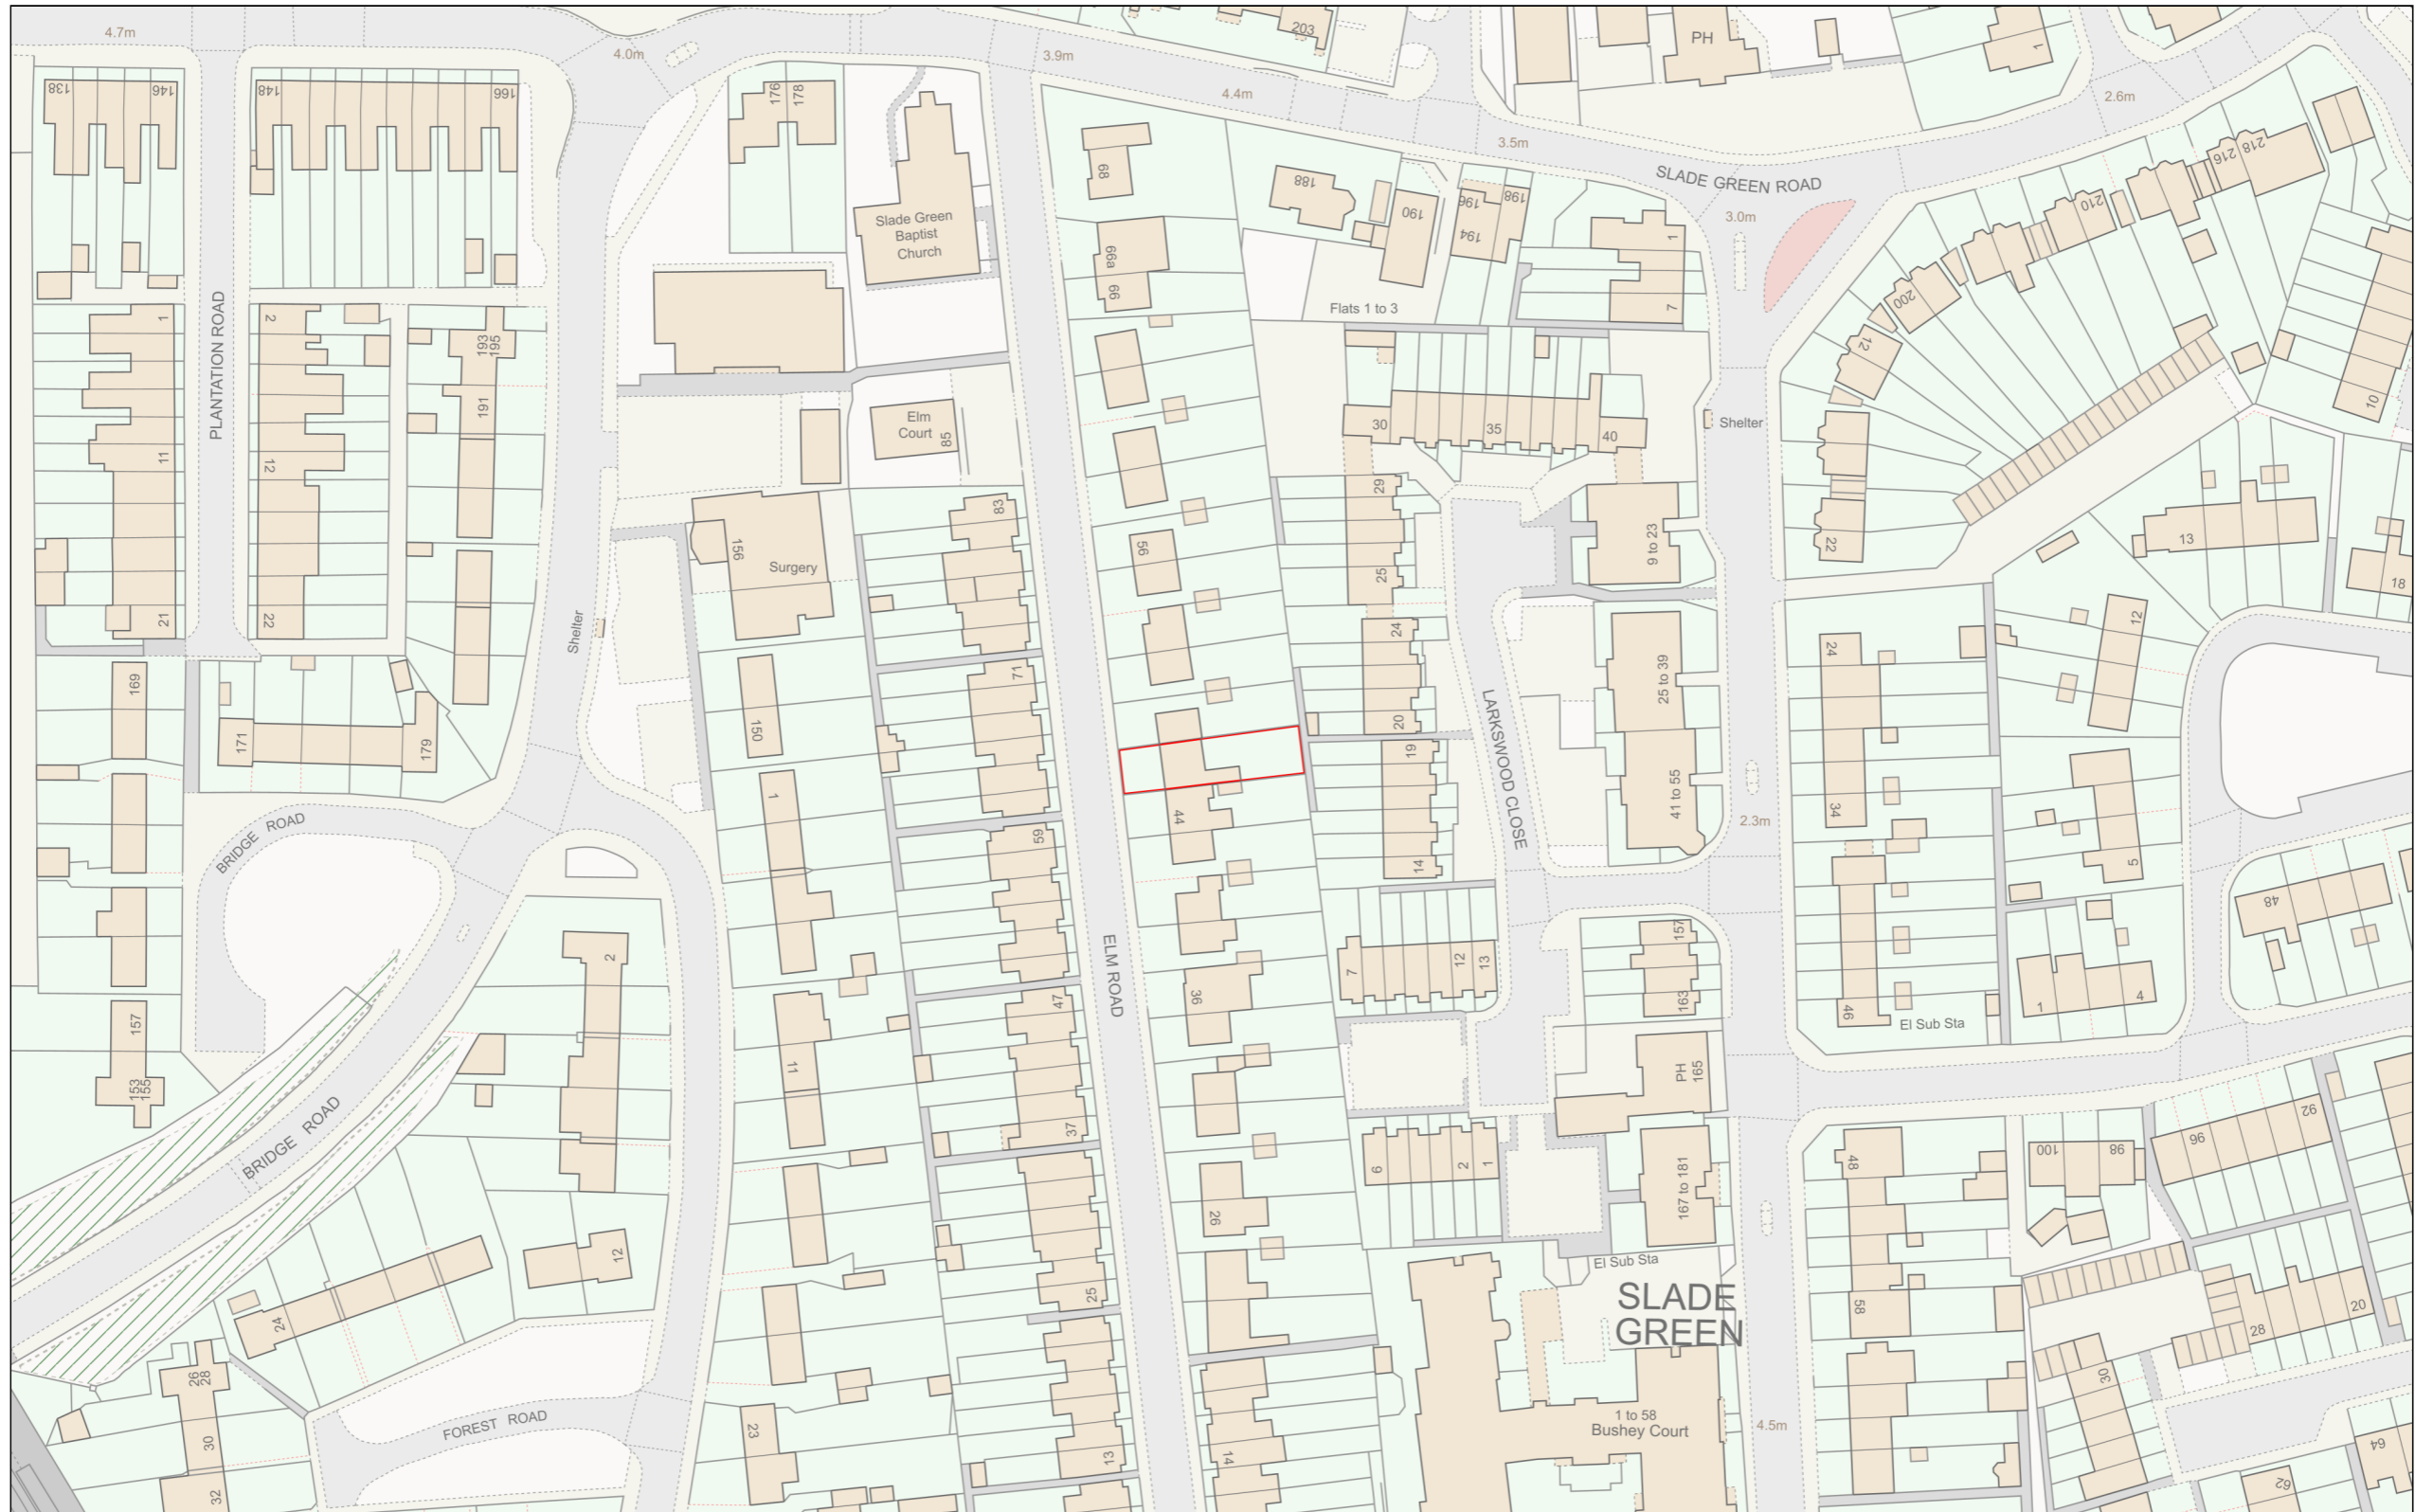 4.7m
4.0m
3.9m
203
PH
1
4.4m
2.6m
138
146
148
166
176
178
68
3.5m
SLADE GREEN ROAD
216
218
188
190
196
198
194
210
3.0m
Slade Green
Baptist
Church
66a
66
1
7
200
Flats 1 to 3
PLANTATION ROAD
1
2
193
195
12
191
Elm
Court
85
30
35
40
Shelter
10
11
12
83
29
156
Surgery
56
25
9 to 23
22
13
18
21
22
Shelter
24
24
12
169
71
25 to 39
150
20
LARKSWOOD CLOSE
171
179
19
1
44
41 to 55
34
2.3m
BRIDGE ROAD
59
14
5
48
2
ELM ROAD
7
12
13
157
36
47
163
46
El Sub Sta
1
4
157
11
PH
165
153
155
37
BRIDGE ROAD
6
2
1
167 to 181
48
100
98
96
92
26
12
25
El Sub Sta
SLADE
GREEN
58
20
28
24
26
28
30
FOREST ROAD
23
13
14
1 to 58
Bushey Court
4.5m
30
64
62
32